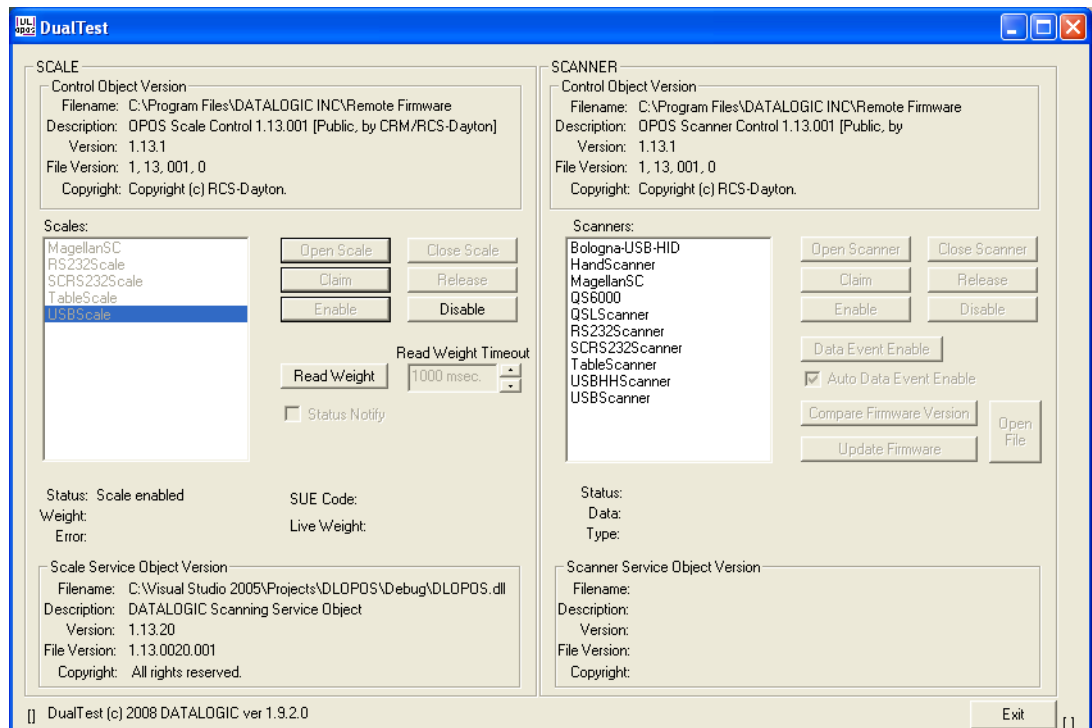 DualTest
SCALE
Control Object Version
Filename: C:\Program Files\DATALOGIC INC\Remote Firmware
Description: OPOS Scale Control 1.13.001 [Public, by CRM/RCS-Dayton]
Version: 1.13.1
File Version: 1, 13, 001, 0
Copyright: Copyright (c) RCS-Dayton.
Scales:
MagellanSC
RS232Scale
SCRS232Scale
TableScale
USBScale
Open Scale
Close Scale
Claim
Release
Enable
Disable
Read Weight Timeout
Read Weight
1000 msec.
Status Notify
Status: Scale enabled
Weight:
Error:
SUE Code:
Live Weight:
Scale Service Object Version
Filename: C:\Visual Studio 2005\Projects\DLOPOS\Debug\DLOPOS.dll
Description: DATALOGIC Scanning Service Object
Version: 1.13.20
File Version: 1.13.0020.001
Copyright: All rights reserved.
SCANNER
Control Object Version
Filename: C:\Program Files\DATALOGIC INC\Remote Firmware
Description: OPOS Scanner Control 1.13.001 [Public, by
Version: 1.13.1
File Version: 1, 13, 001, 0
Copyright: Copyright (c) RCS-Dayton.
Scanners:
Bologna-USB-HID
HandScanner
MagellanSC
QS6000
QSLScanner
RS232Scanner
SCRS232Scanner
TableScanner
USBHHScanner
USBScanner
Open Scanner
Close Scanner
Claim
Release
Enable
Disable
Data Event Enable
Auto Data Event Enable
Compare Firmware Version
Update Firmware
Open
File
Status:
Data:
Type:
Scanner Service Object Version
Filename:
Description:
Version:
File Version:
Copyright:
[] DualTest (c) 2008 DATALOGIC ver 1.9.2.0
Exit
[ ]